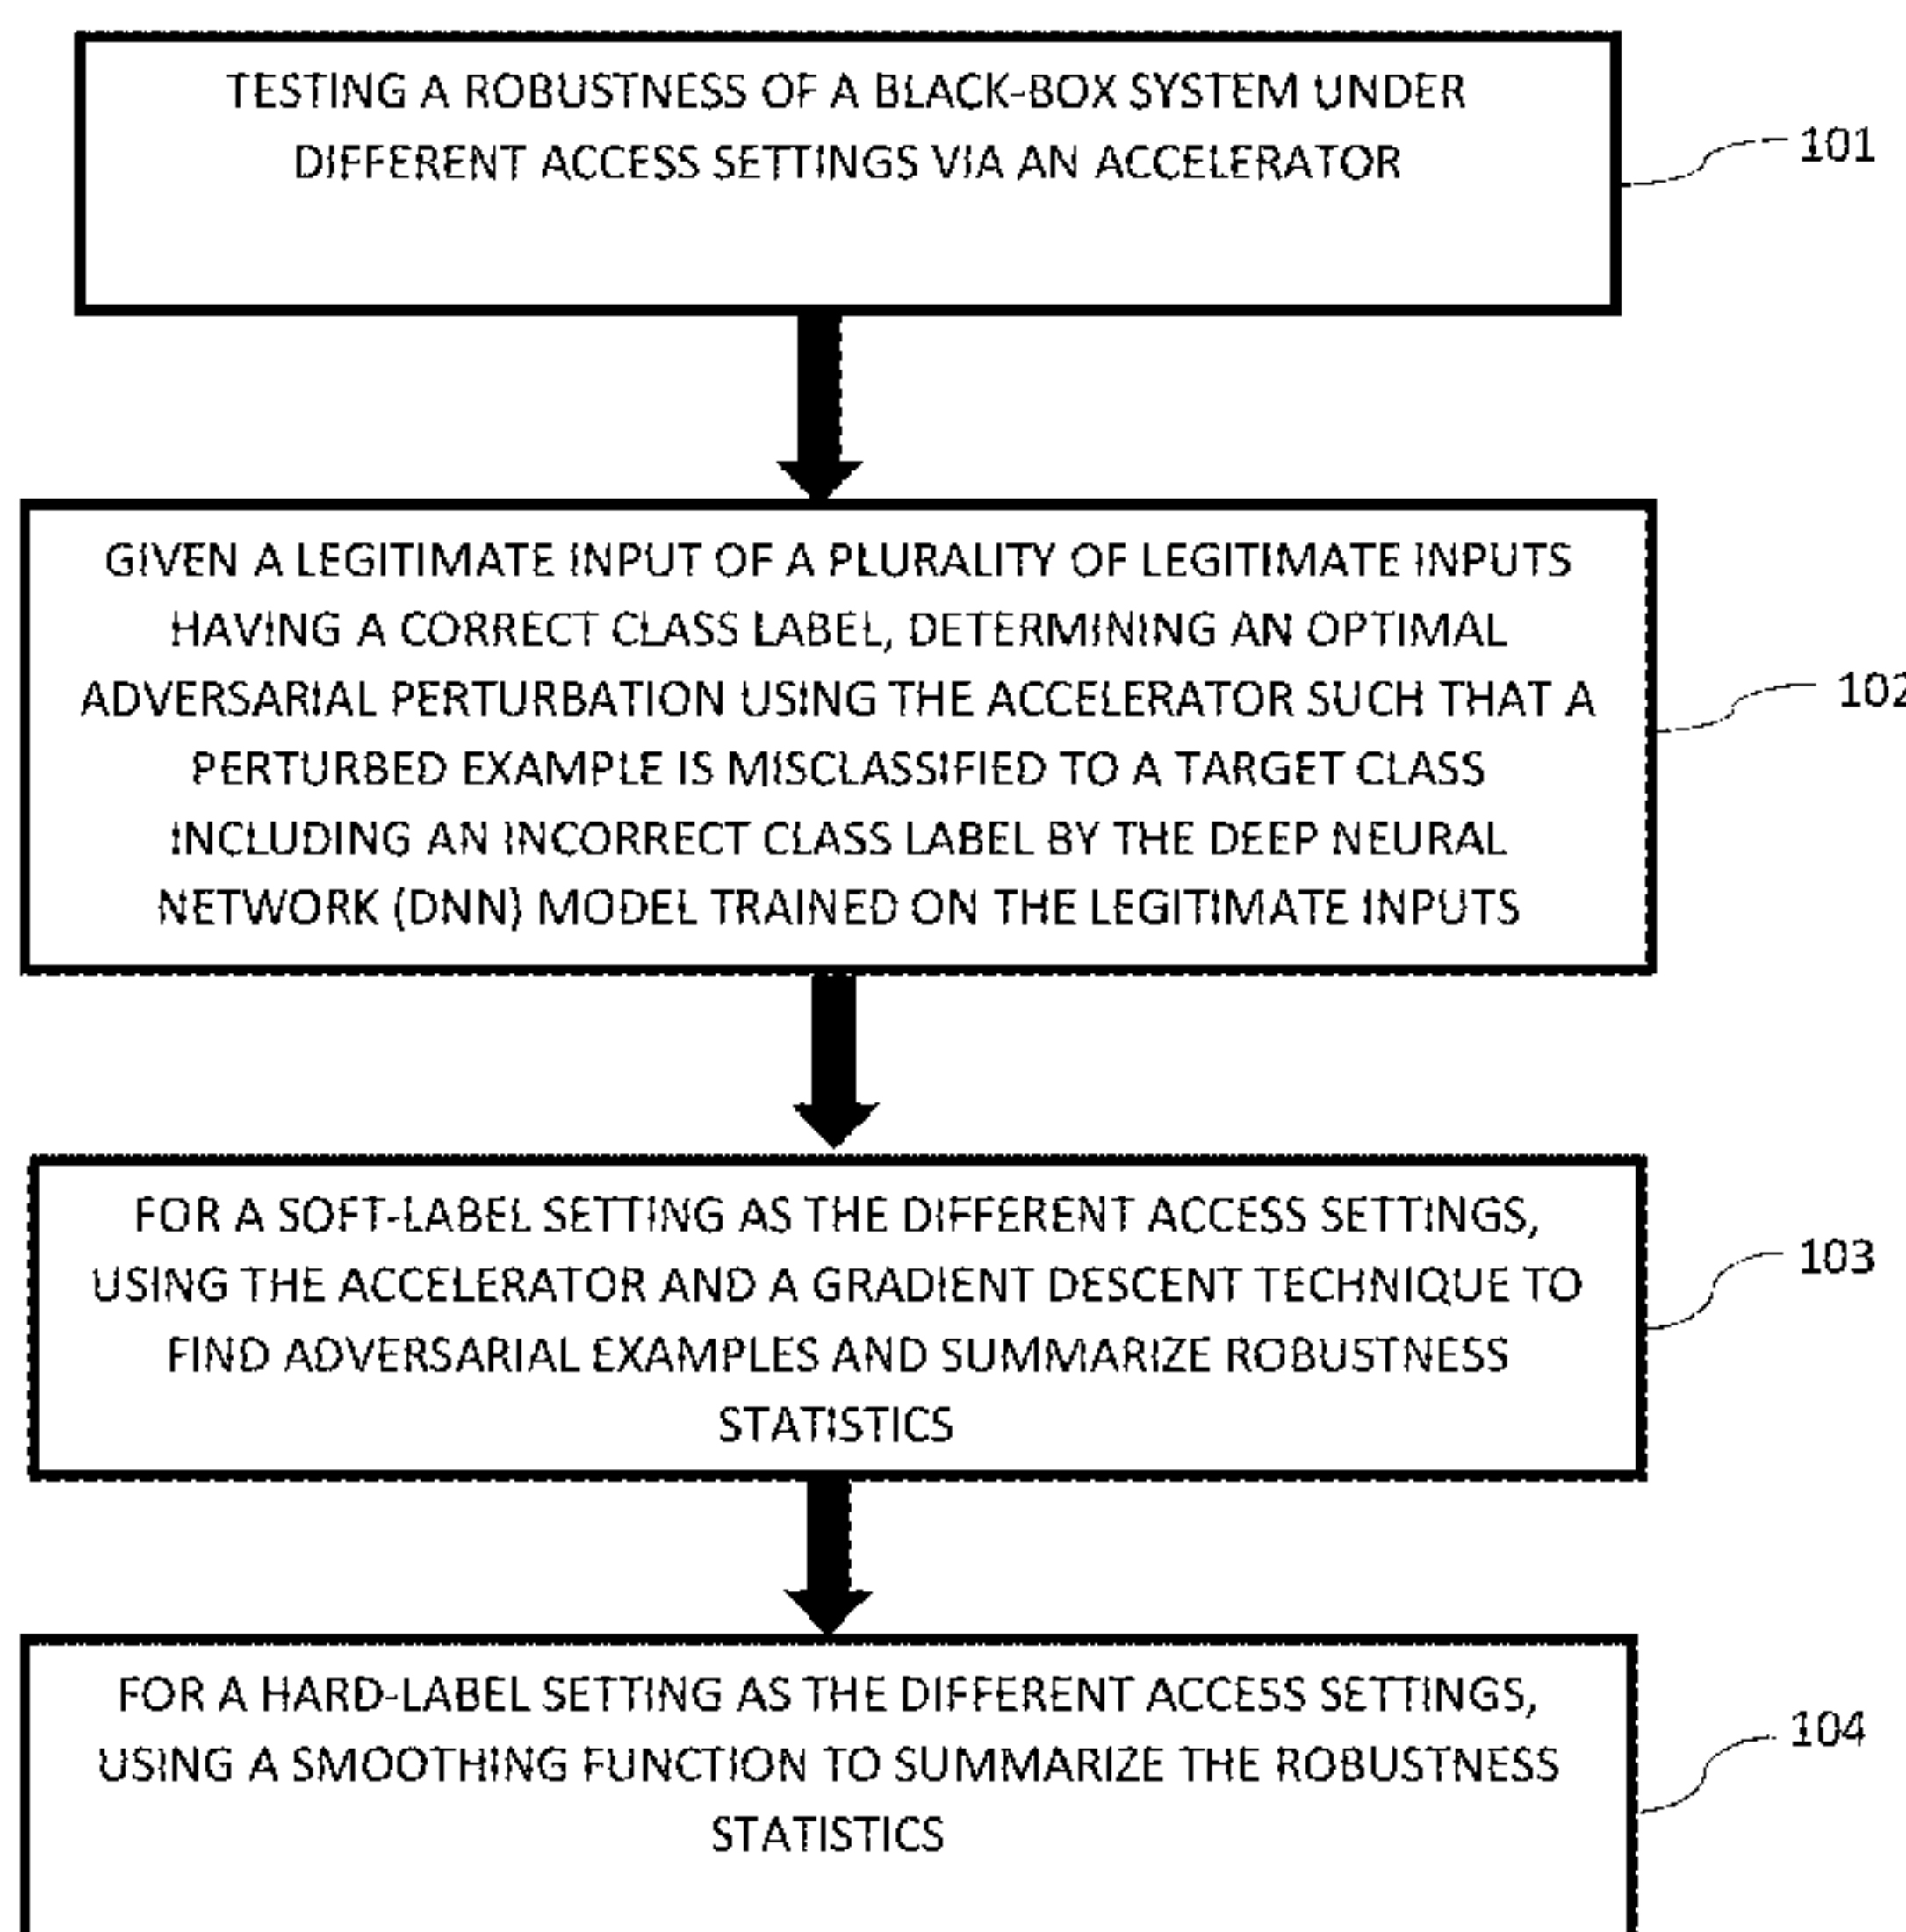 TESTING A ROBUSTNESS OF A BLACK-BOX SYSTEM UNDER
DIFFERENT ACCESS SETTINGS VIA AN ACCELERATOR
101
GIVEN A LEGITIMATE INPUT OF A PLURALITY OF LEGITIMATE INPUTS
HAVING A CORRECT CLASS LABEL, DETERMINING AN OPTIMAL
ADVERSARIAL PERTURBATION USING THE ACCELERATOR SUCH THAT A
PERTURBED EXAMPLE IS MISCLASSIFIED TO A TARGET CLASS
INCLUDING AN INCORRECT CLASS LABEL BY THE DEEP NEURAL
NETWORK (DNN) MODEL TRAINED ON THE LEGITIMATE INPUTS
102
FOR A SOFT-LABEL SETTING AS THE DIFFERENT ACCESS SETTINGS,
USING THE ACCELERATOR AND A GRADIENT DESCENT TECHNIQUE TO
FIND ADVERSARIAL EXAMPLES AND SUMMARIZE ROBUSTNESS
STATISTICS
103
FOR A HARD-LABEL SETTING AS THE DIFFERENT ACCESS SETTINGS,
USING A SMOOTHING FUNCTION TO SUMMARIZE THE ROBUSTNESS
STATISTICS
104